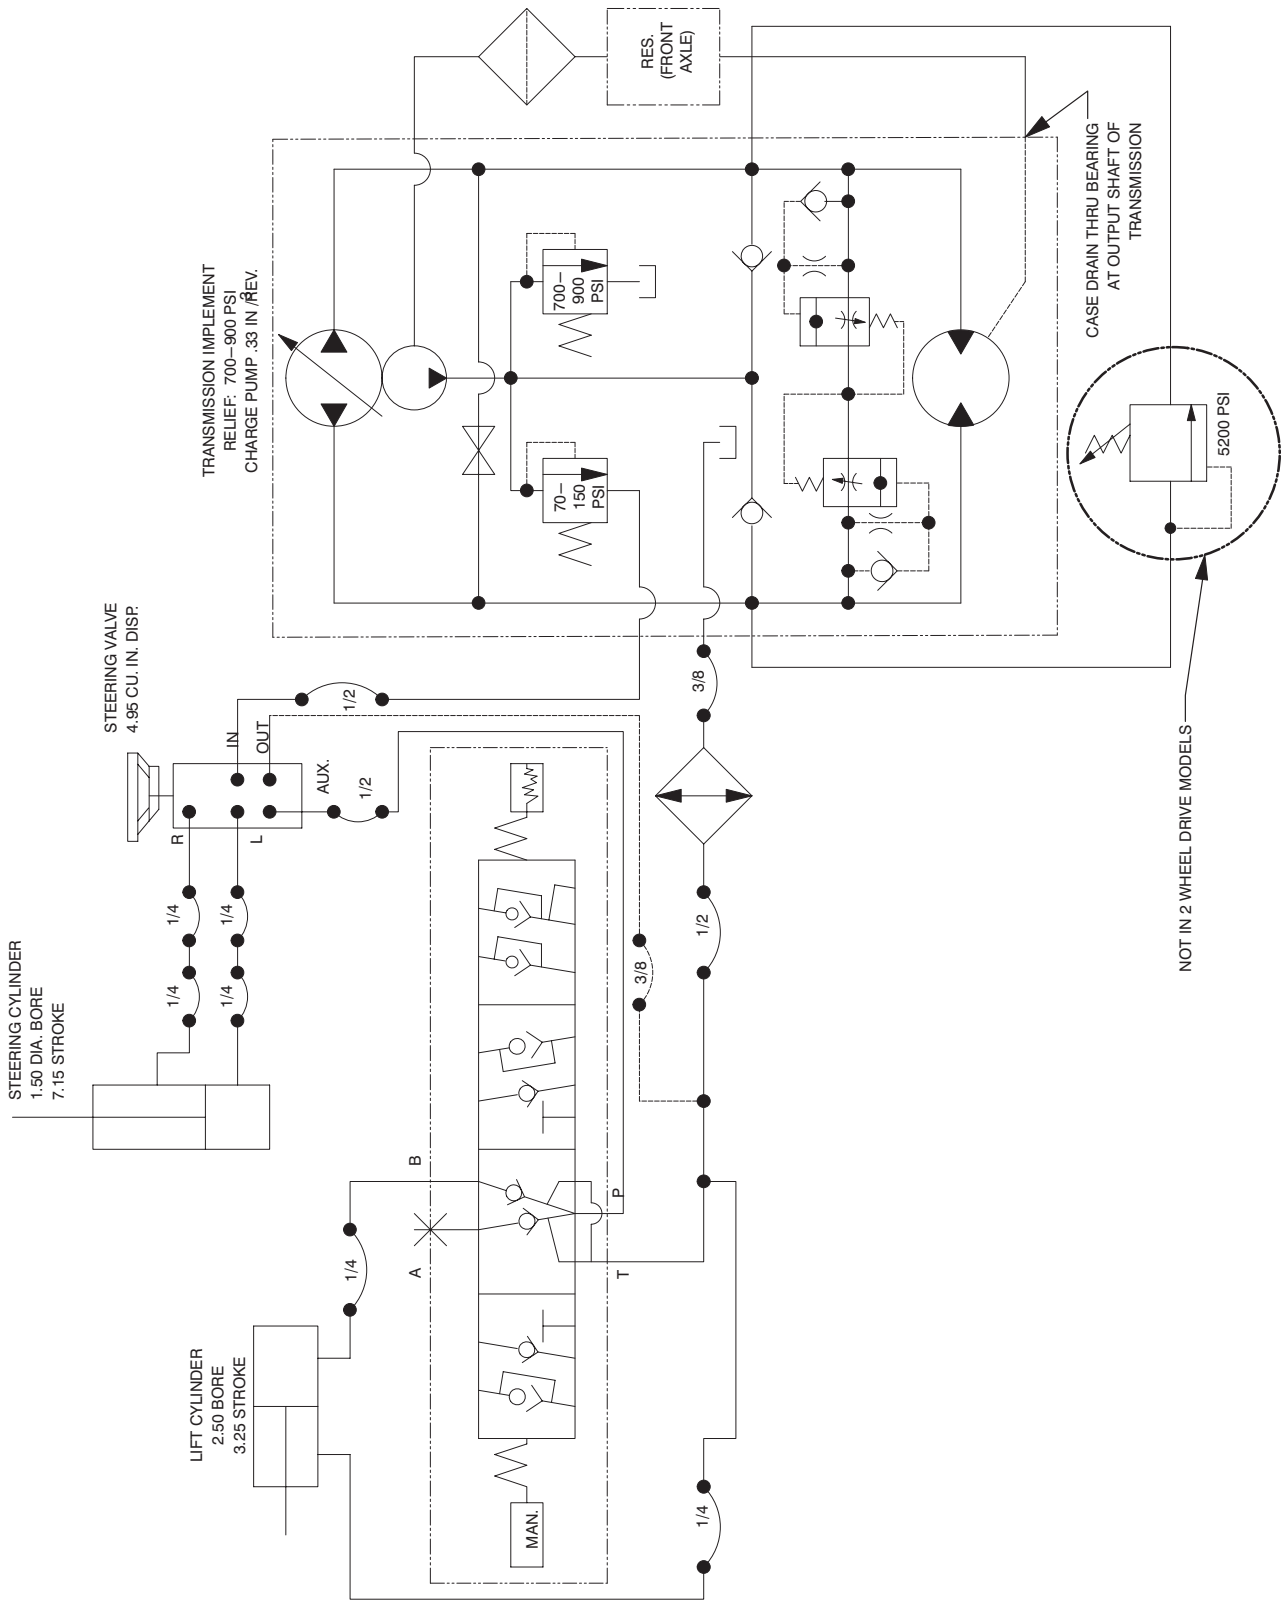 STEERING CYLINDER
1.50 DIA. BORE
7.15 STROKE
STEERING VALVE
4.95 CU. IN. DISP.
TRANSMISSION IMPLEMENT
RELIEF: 700–900 PSI
CHARGE PUMP .33 IN³/REV.
RES.
(FRONT
AXLE)
700–
900
PSI
70–
150
PSI
CASE DRAIN THRU BEARING
AT OUTPUT SHAFT OF
TRANSMISSION
5200 PSI
NOT IN 2 WHEEL DRIVE MODELS
IN
OUT
AUX.
R
L
1/2
1/2
1/4
1/4
1/4
1/4
3/8
3/8
1/2
LIFT CYLINDER
2.50 BORE
3.25 STROKE
1/4
A
B
P
T
MAN.
1/4